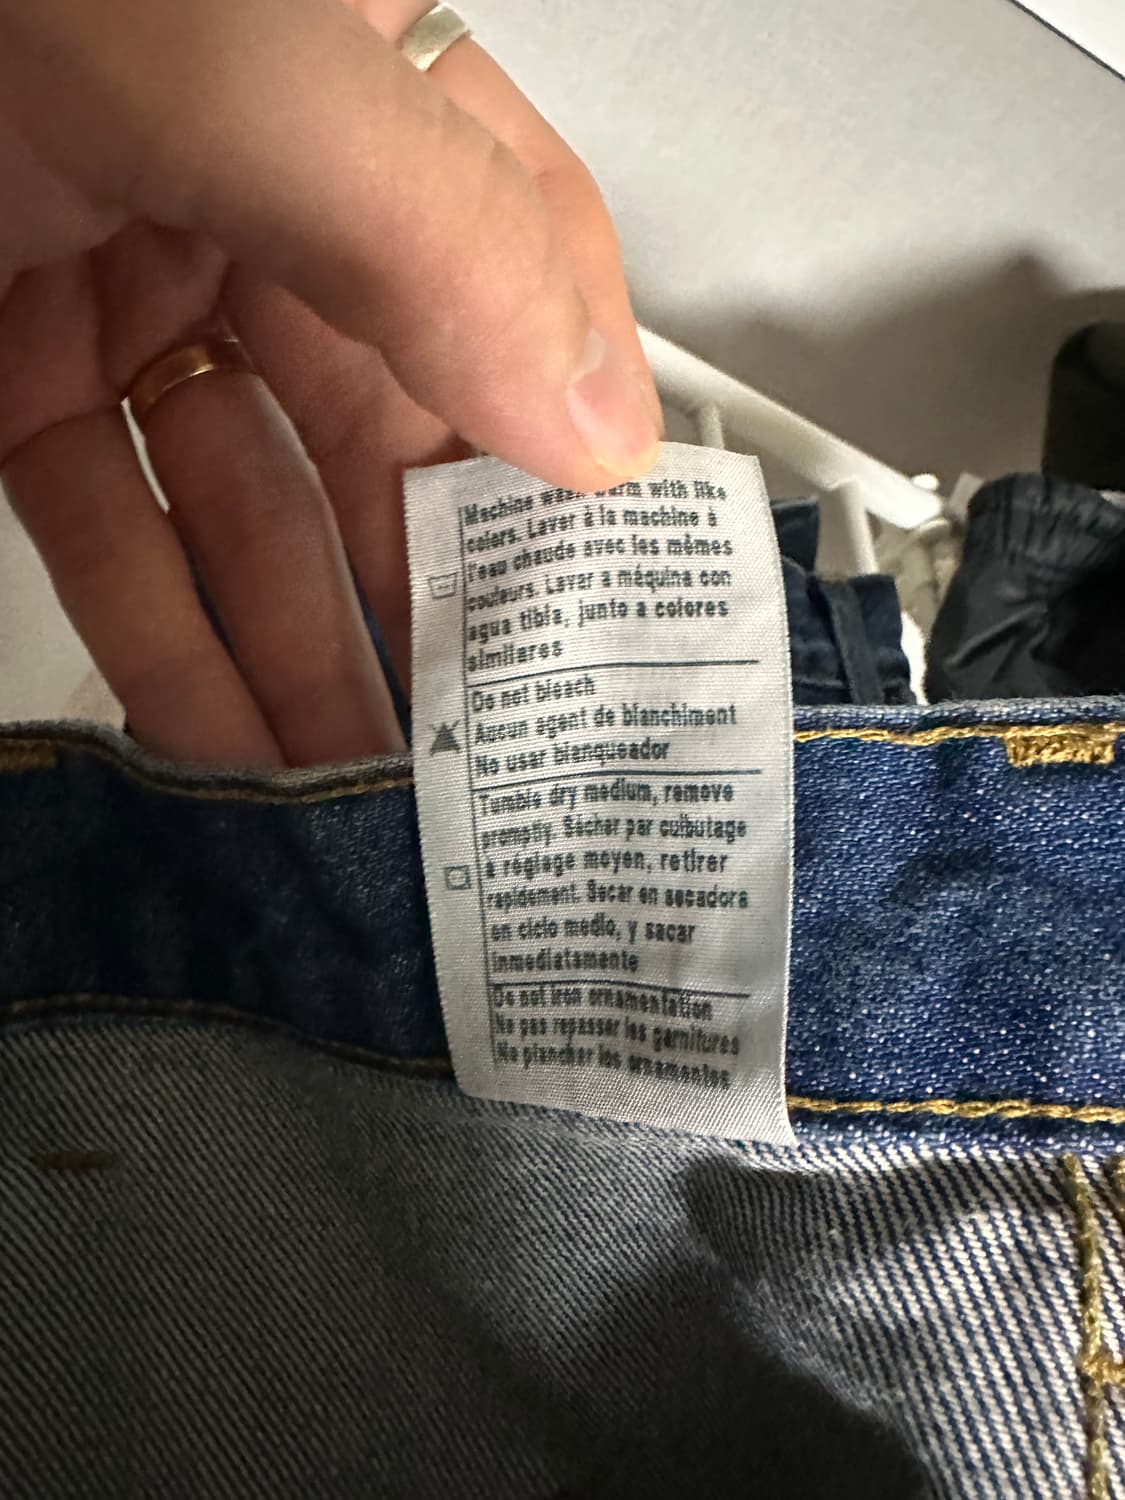 Machine wash warm with like
colors. Laver à la machine à
l'eau chaude avec les mêmes
couleurs. Lavar a máquina con
agua tibia, junto a colores
similares
Do not bleach
Aucun agent de blanchiment
No usar blanqueador
Tumble dry medium, remove
promptly. Sécher par culbutage
à réglage moyen, retirer
rapidement. Secar en secadora
en ciclo medio, y sacar
inmediatamente
Do not iron ornamentation
Ne pas repasser les garnitures
No planchar los ornamentos